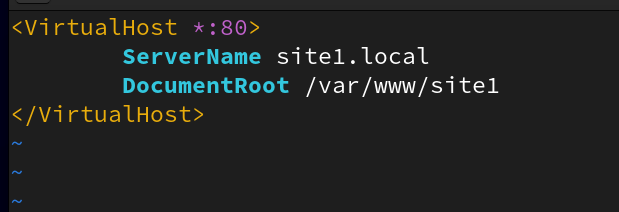 <VirtualHost *:80>
ServerName site1.local
DocumentRoot /var/www/site1
</VirtualHost>
~
~
~